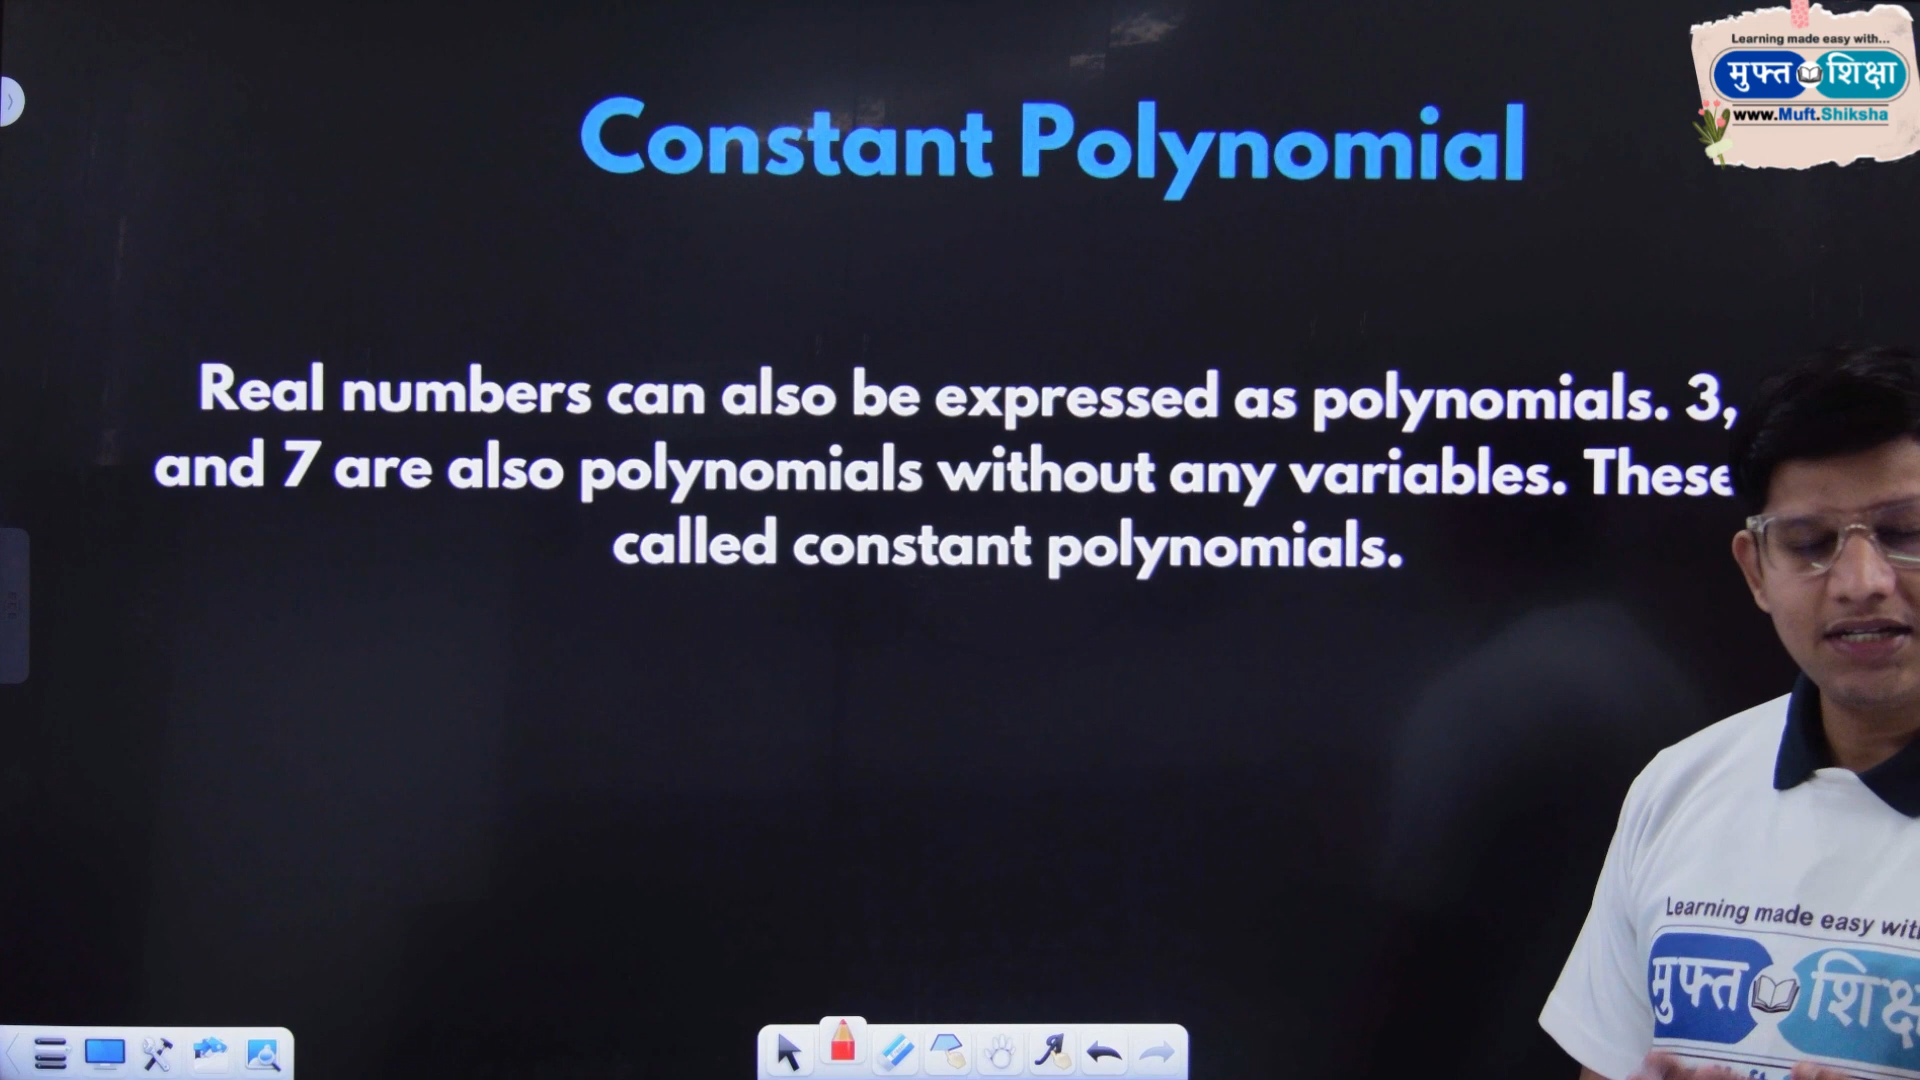 Learning made easy with...
मुफ्त शिक्षा
www.Muft.Shiksha
Constant Polynomial
Real numbers can also be expressed as polynomials. 3,
and 7 are also polynomials without any variables. These
called constant polynomials.
Learning made easy with
मुफ्त शिक्षा